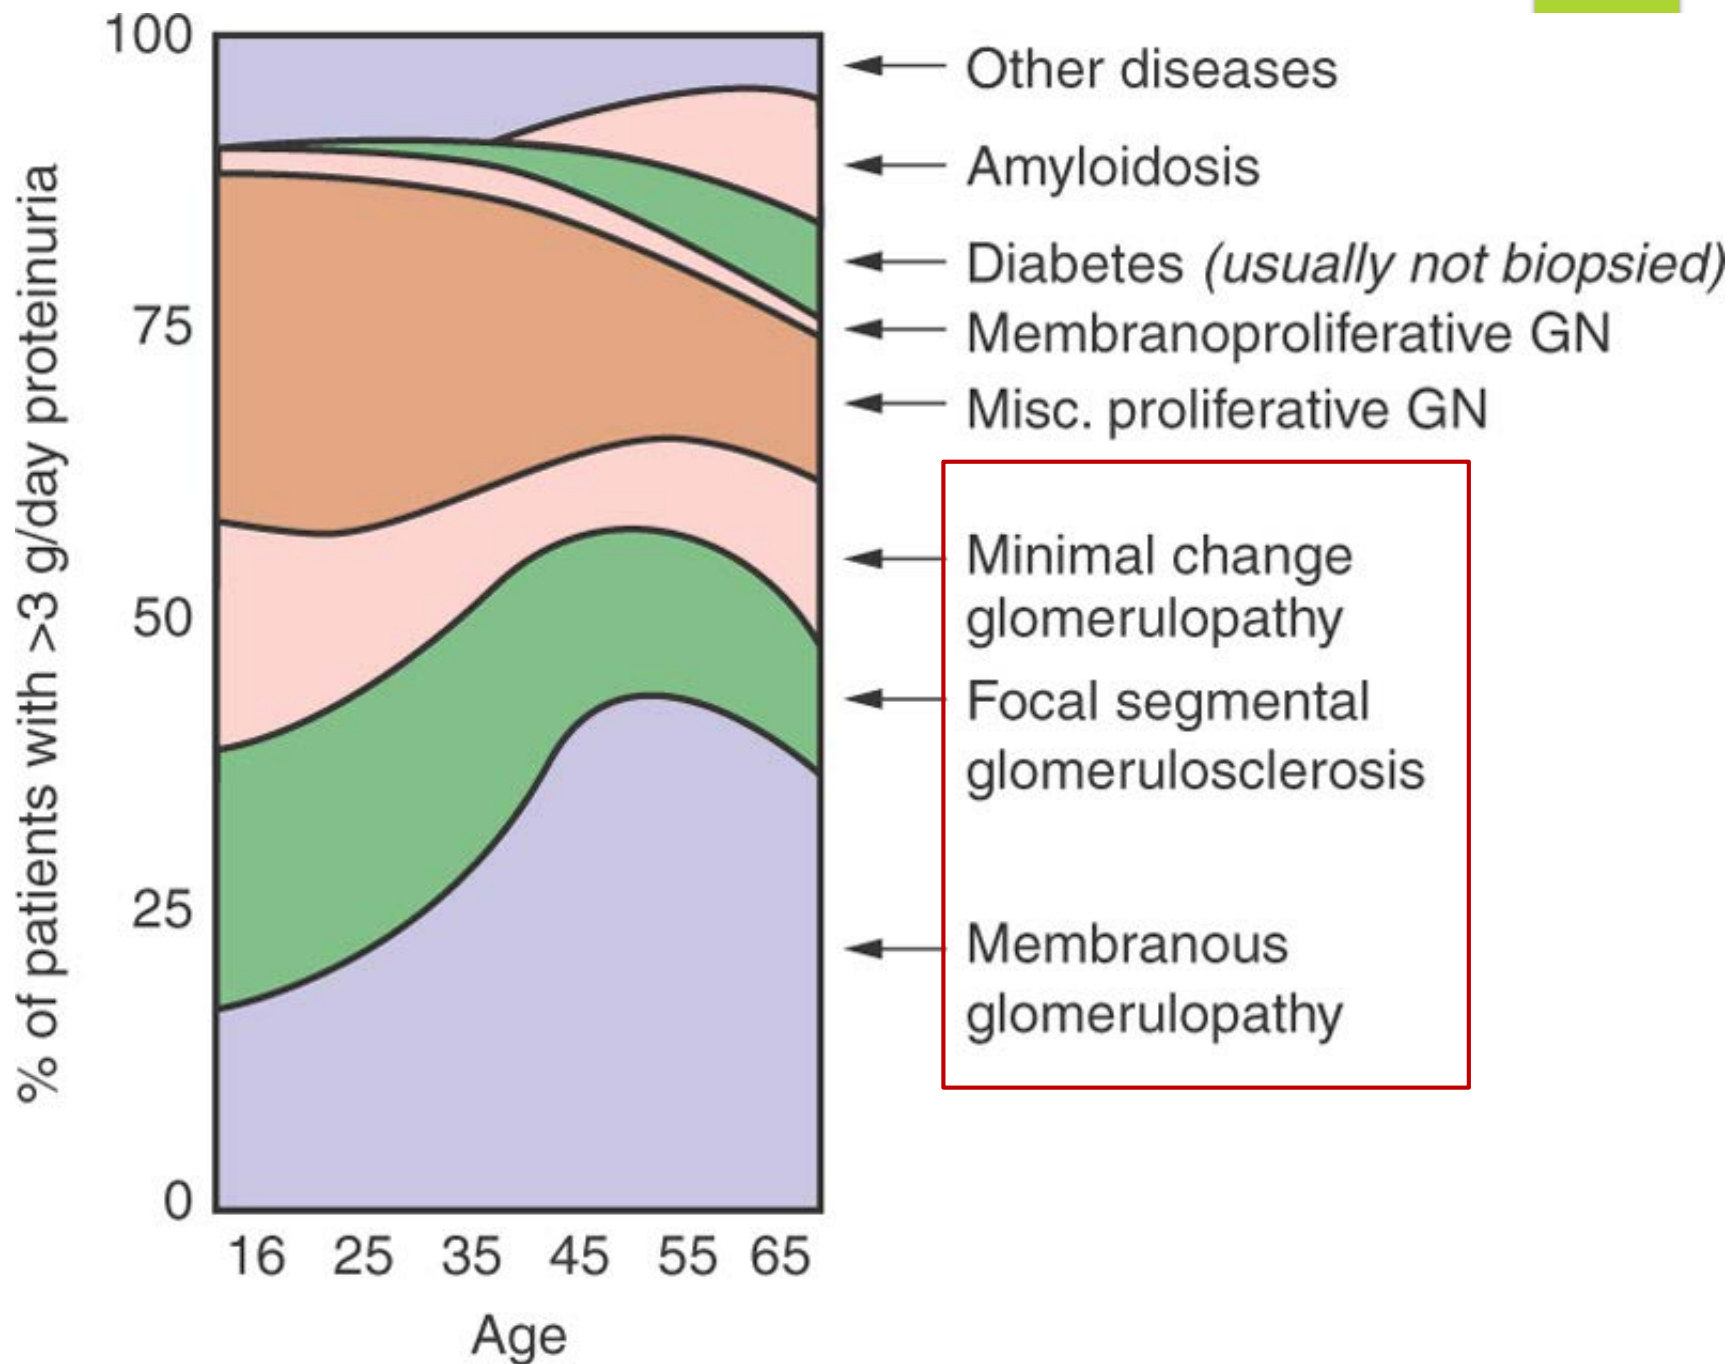 % of patients with >3 g/day proteinuria
100
75
50
25
0
16 25 35 45 55 65
Age
Other diseases
Amyloidosis
Diabetes (usually not biopsied)
Membranoproliferative GN
Misc. proliferative GN
Minimal change
glomerulopathy
Focal segmental
glomerulosclerosis
Membranous
glomerulopathy